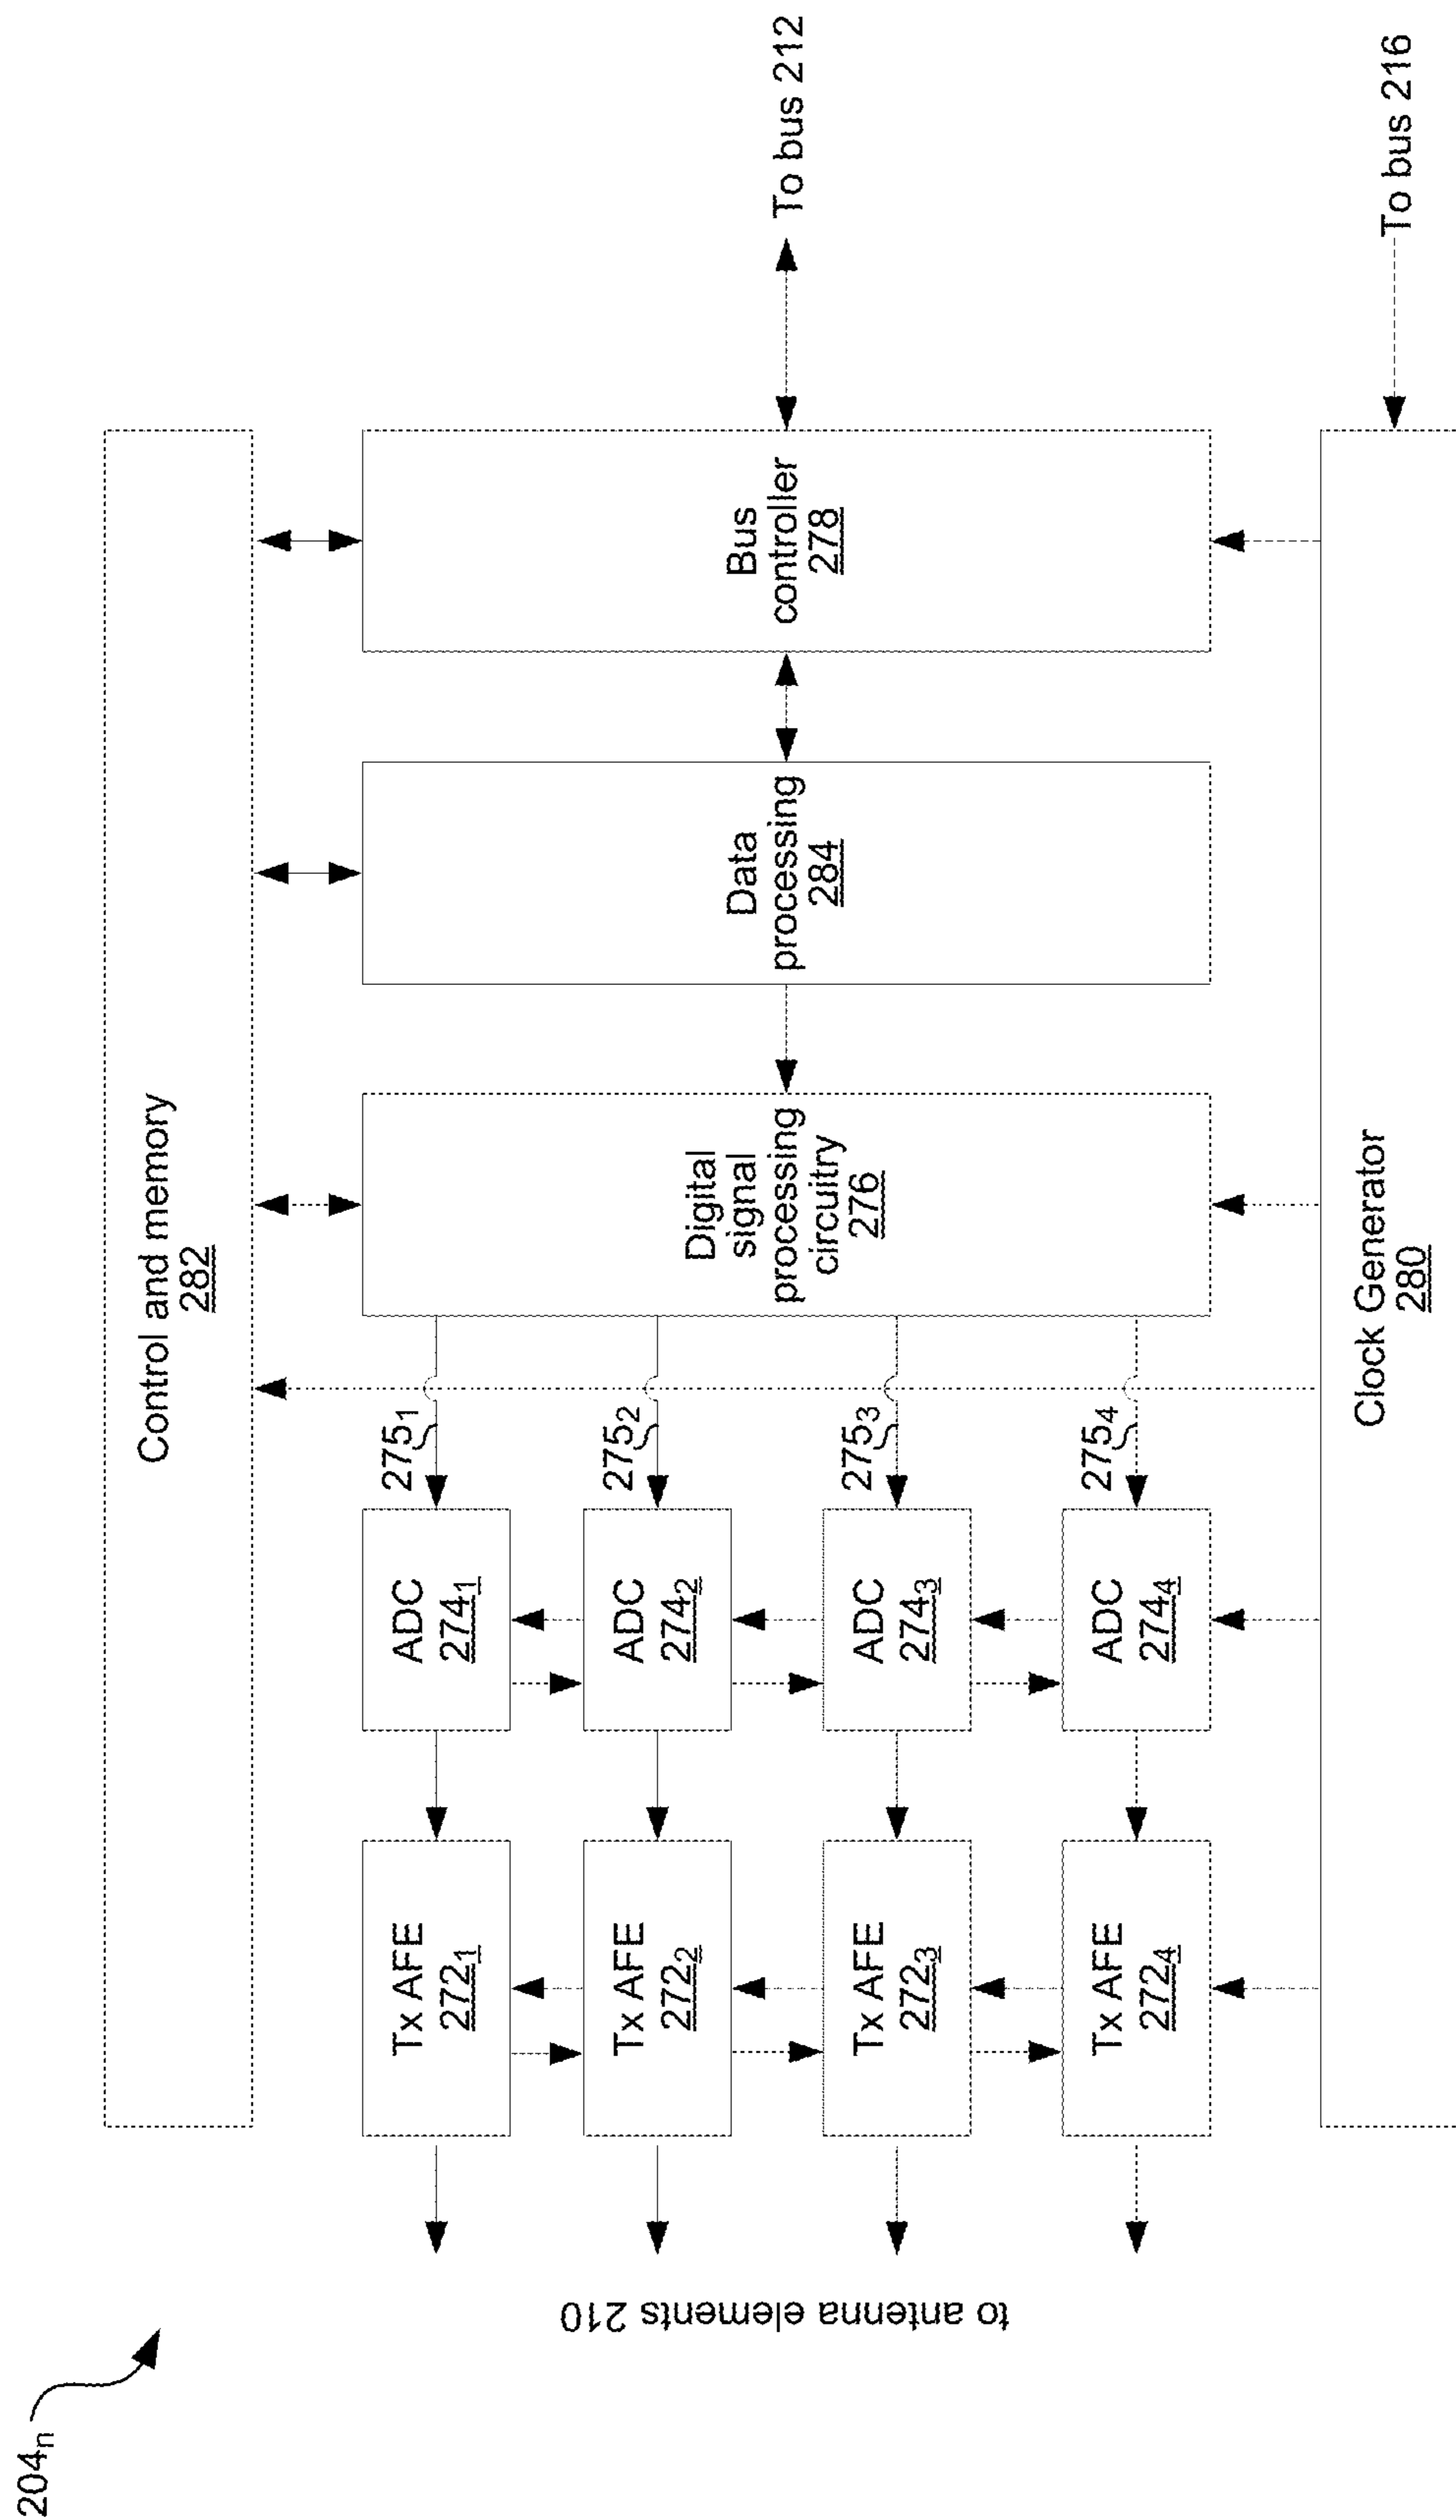 204n
Control and memory
282
to antenna elements 210
Tx AFE
272₁
ADC
274₁
275₁
Tx AFE
272₂
ADC
274₂
275₂
Tx AFE
272₃
ADC
274₃
275₃
Tx AFE
272₄
ADC
274₄
275₄
Digital
signal
processing
circuitry
276
Data
processing
284
Bus
controller
278
To bus 212
Clock Generator
280
To bus 216